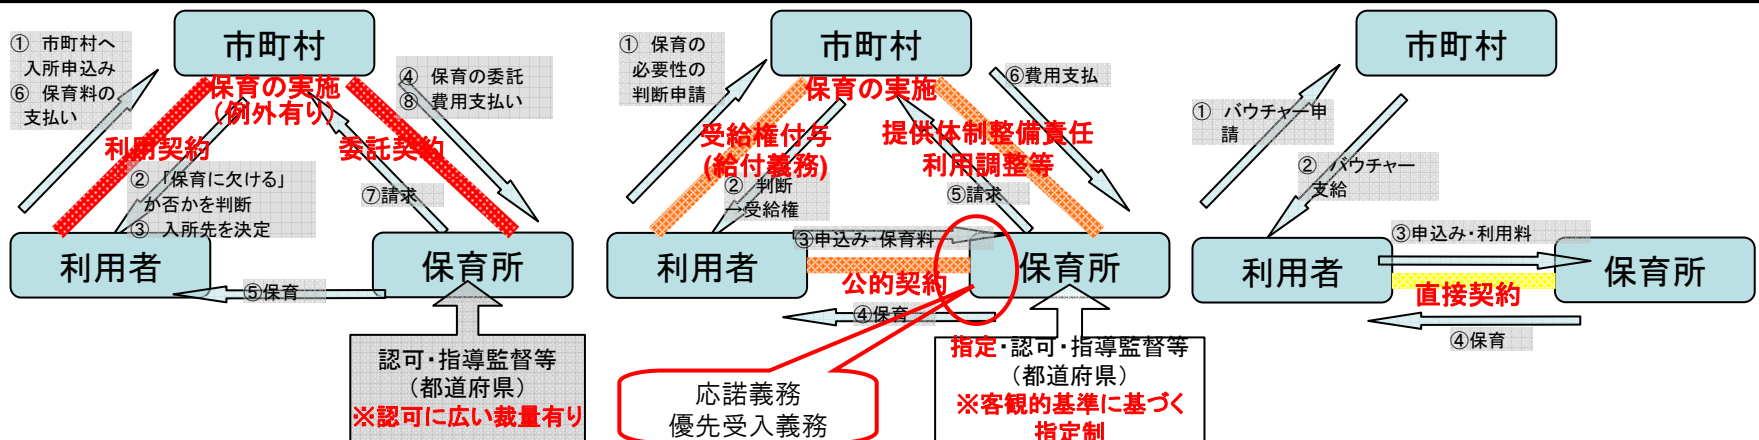 市町村
① 市町村へ
入所申込み
⑥ 保育料の
支払い
保育の実施
（例外有り）
④ 保育の委託
⑧ 費用支払い
利用契約
委託契約
② 「保育に欠ける」
か否かを判断
③ 入所先を決定
⑦請求
利用者
保育所
⑤保育
認可・指導監督等
（都道府県）
※認可に広い裁量有り
市町村
① 保育の
必要性の
判断申請
保育の実施
⑥費用支払
受給権付与
(給付義務)
提供体制整備責任
利用調整等
② 判断
→受給権
⑤請求
③申込み・保育料
利用者
保育所
公的契約
④保育
応諾義務
優先受入義務
指定・認可・指導監督等
（都道府県）
※客観的基準に基づく
指定制
市町村
① バウチャー申
請
② バウチャー
支給
③申込み・利用料
利用者
保育所
直接契約
④保育